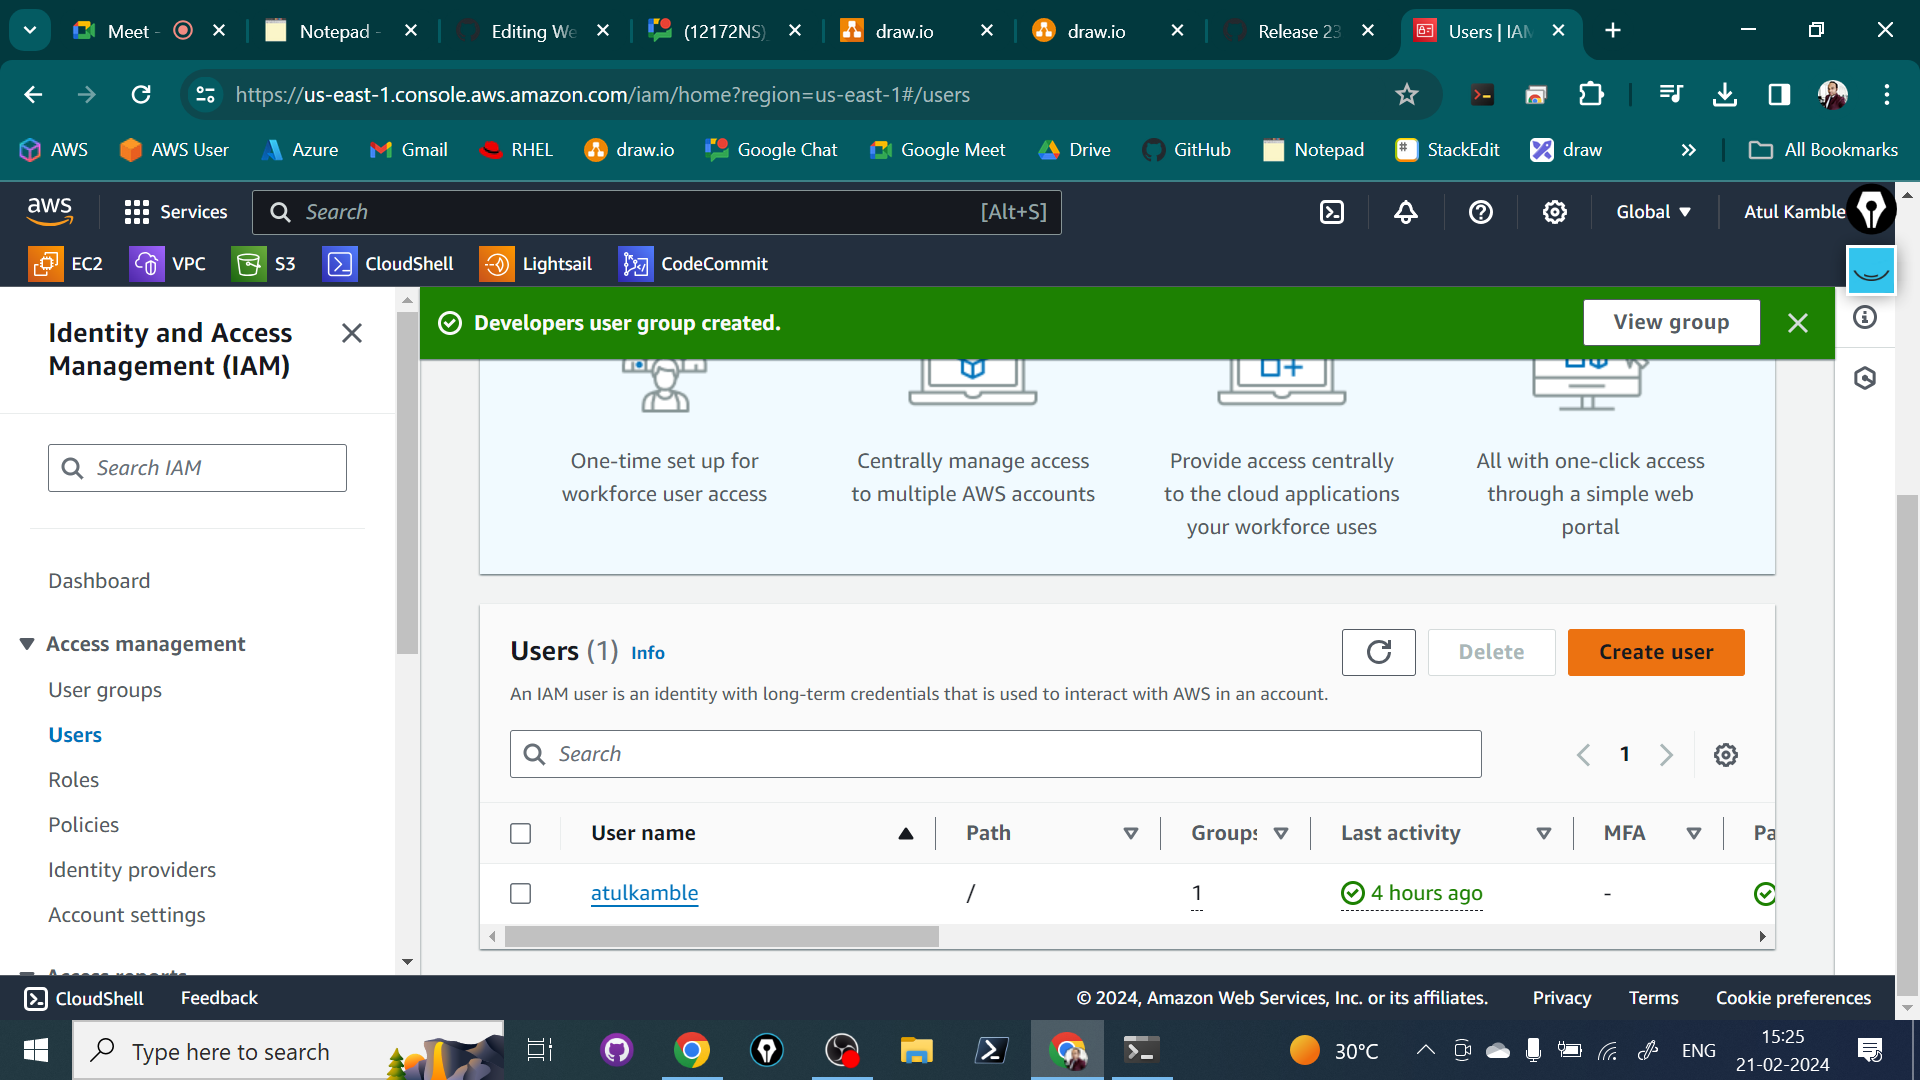 Meet -
Notepad -
Editing We
(12172NS)
draw.io
draw.io
Release 23
Users | IAM
https://us-east-1.console.aws.amazon.com/iam/home?region=us-east-1#/users
AWS
AWS User
Azure
Gmail
RHEL
draw.io
Google Chat
Google Meet
Drive
GitHub
Notepad
StackEdit
draw
All Bookmarks
aws
Services
Search
[Alt+S]
Global
Atul Kamble
EC2
VPC
S3
CloudShell
Lightsail
CodeCommit
Identity and Access
Management (IAM)
Search IAM
Dashboard
Access management
User groups
Users
Roles
Policies
Identity providers
Account settings
Access reports
Developers user group created.
View group
One-time set up for
workforce user access
Centrally manage access
to multiple AWS accounts
Provide access centrally
to the cloud applications
your workforce uses
All with one-click access
through a simple web
portal
Users (1) Info
Delete
Create user
An IAM user is an identity with long-term credentials that is used to interact with AWS in an account.
Search
1
User name
Path
Groups
Last activity
MFA
Pa
atulkamble
/
1
4 hours ago
-
CloudShell
Feedback
© 2024, Amazon Web Services, Inc. or its affiliates.
Privacy
Terms
Cookie preferences
Type here to search
30°C
ENG
15:25
21-02-2024